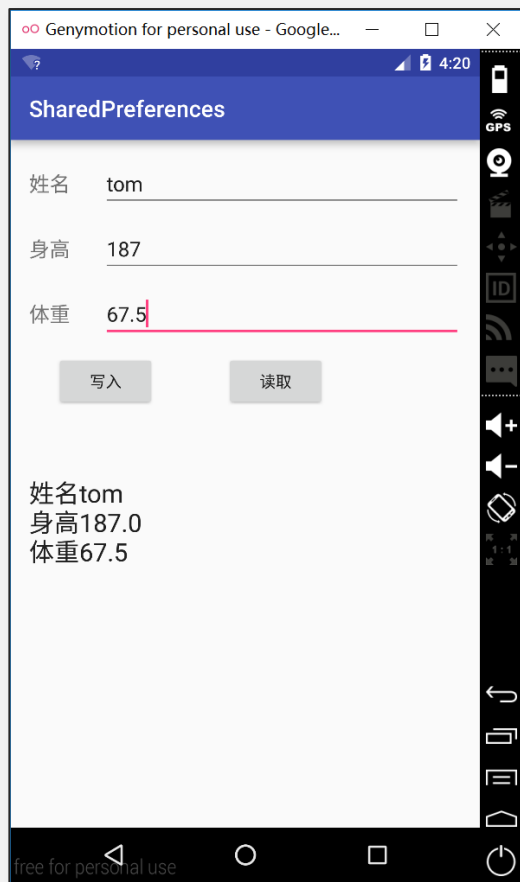 Genymotion for personal use - Google...
4:20
SharedPreferences
姓名 tom
身高 187
体重 67.5
写入 读取
姓名tom
身高187.0
体重67.5
GPS
ID
1:1
free for personal use